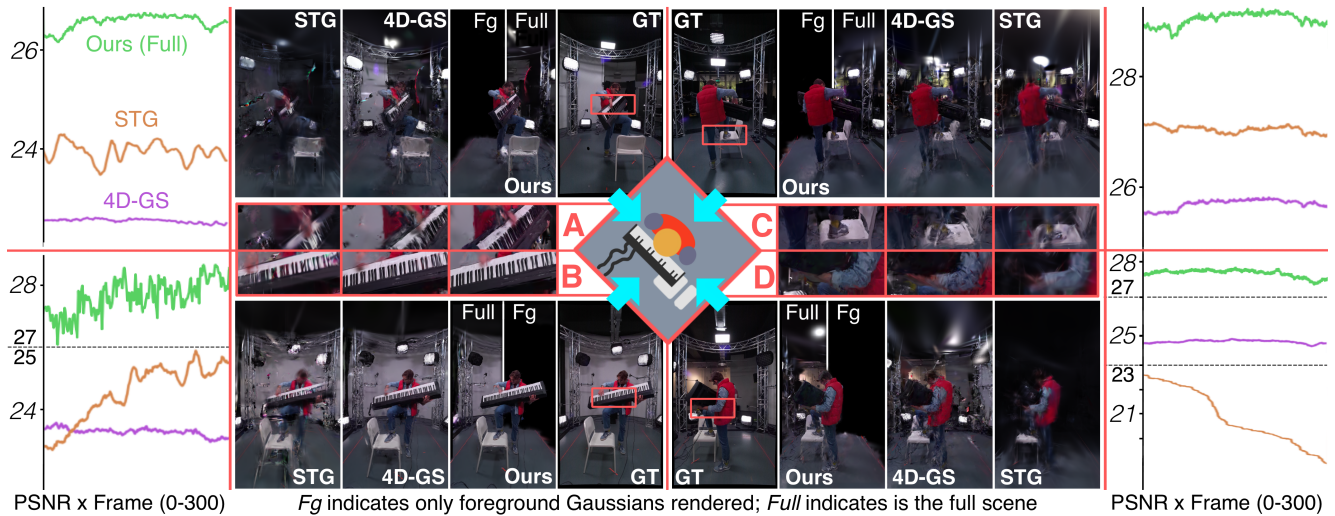 26
24
Ours (Full)
STG
4D-GS
STG
4D-GS
Fg
Full
GT
Ours
GT
Fg
Full
4D-GS
STG
Ours
28
26
A
C
B
D
28
27
25
24
PSNR x Frame (0-300)
Full
Fg
STG
4D-GS
Ours
GT
Full
Fg
GT
Ours
4D-GS
STG
Fg indicates only foreground Gaussians rendered; Full indicates is the full scene
28
27
25
23
21
PSNR x Frame (0-300)